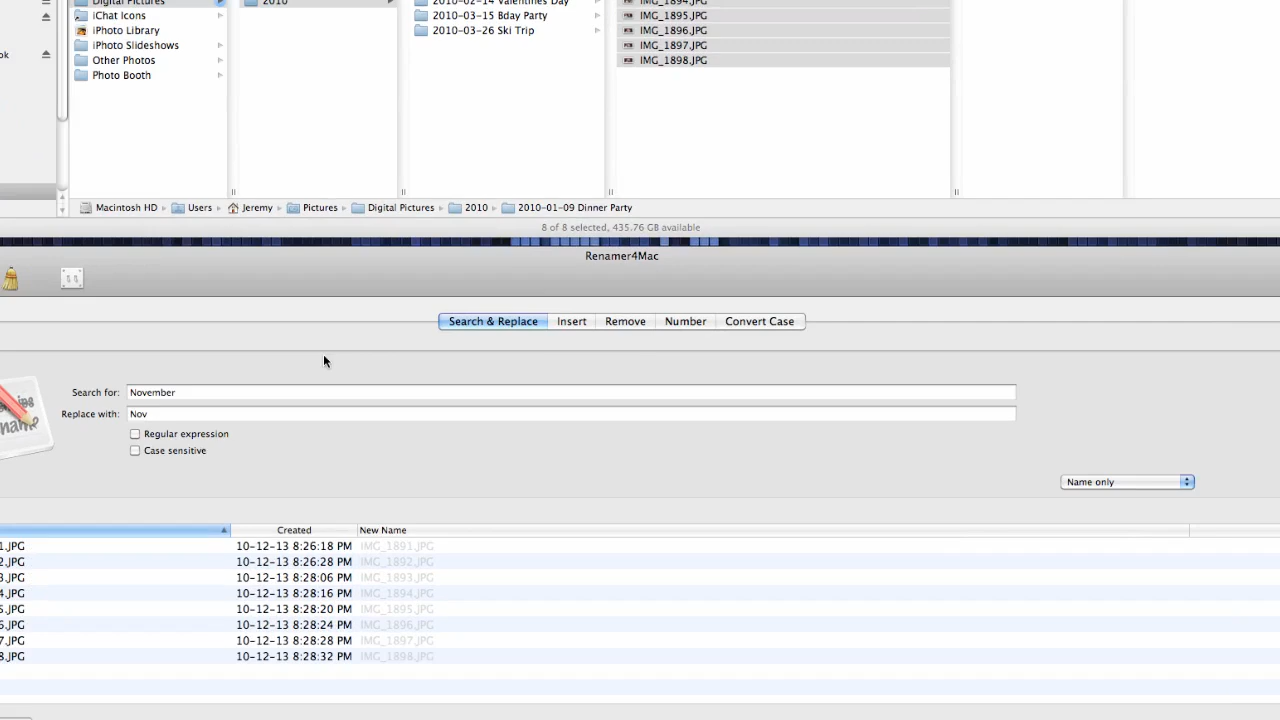 Digital Pictures
2010
2010-02-14 Valentines Day
IMG_1894.JPG
iChat Icons
2010-03-15 Bday Party
IMG_1895.JPG
iPhoto Library
2010-03-26 Ski Trip
IMG_1896.JPG
ok
iPhoto Slideshows
IMG_1897.JPG
Other Photos
IMG_1898.JPG
Photo Booth
Macintosh HD Users Jeremy Pictures Digital Pictures 2010 2010-01-09 Dinner Party
8 of 8 selected, 435.76 GB available
Renamer4Mac
Search & Replace Insert Remove Number Convert Case
Search for: November
Replace with: Nov
Regular expression
Case sensitive
name
Name only
Created New Name
1.JPG 10-12-13 8:26:18 PM IMG_1891.JPG
2.JPG 10-12-13 8:26:28 PM IMG_1892.JPG
3.JPG 10-12-13 8:28:06 PM IMG_1893.JPG
4.JPG 10-12-13 8:28:16 PM IMG_1894.JPG
5.JPG 10-12-13 8:28:20 PM IMG_1895.JPG
6.JPG 10-12-13 8:28:24 PM IMG_1896.JPG
7.JPG 10-12-13 8:28:28 PM IMG_1897.JPG
8.JPG 10-12-13 8:28:32 PM IMG_1898.JPG